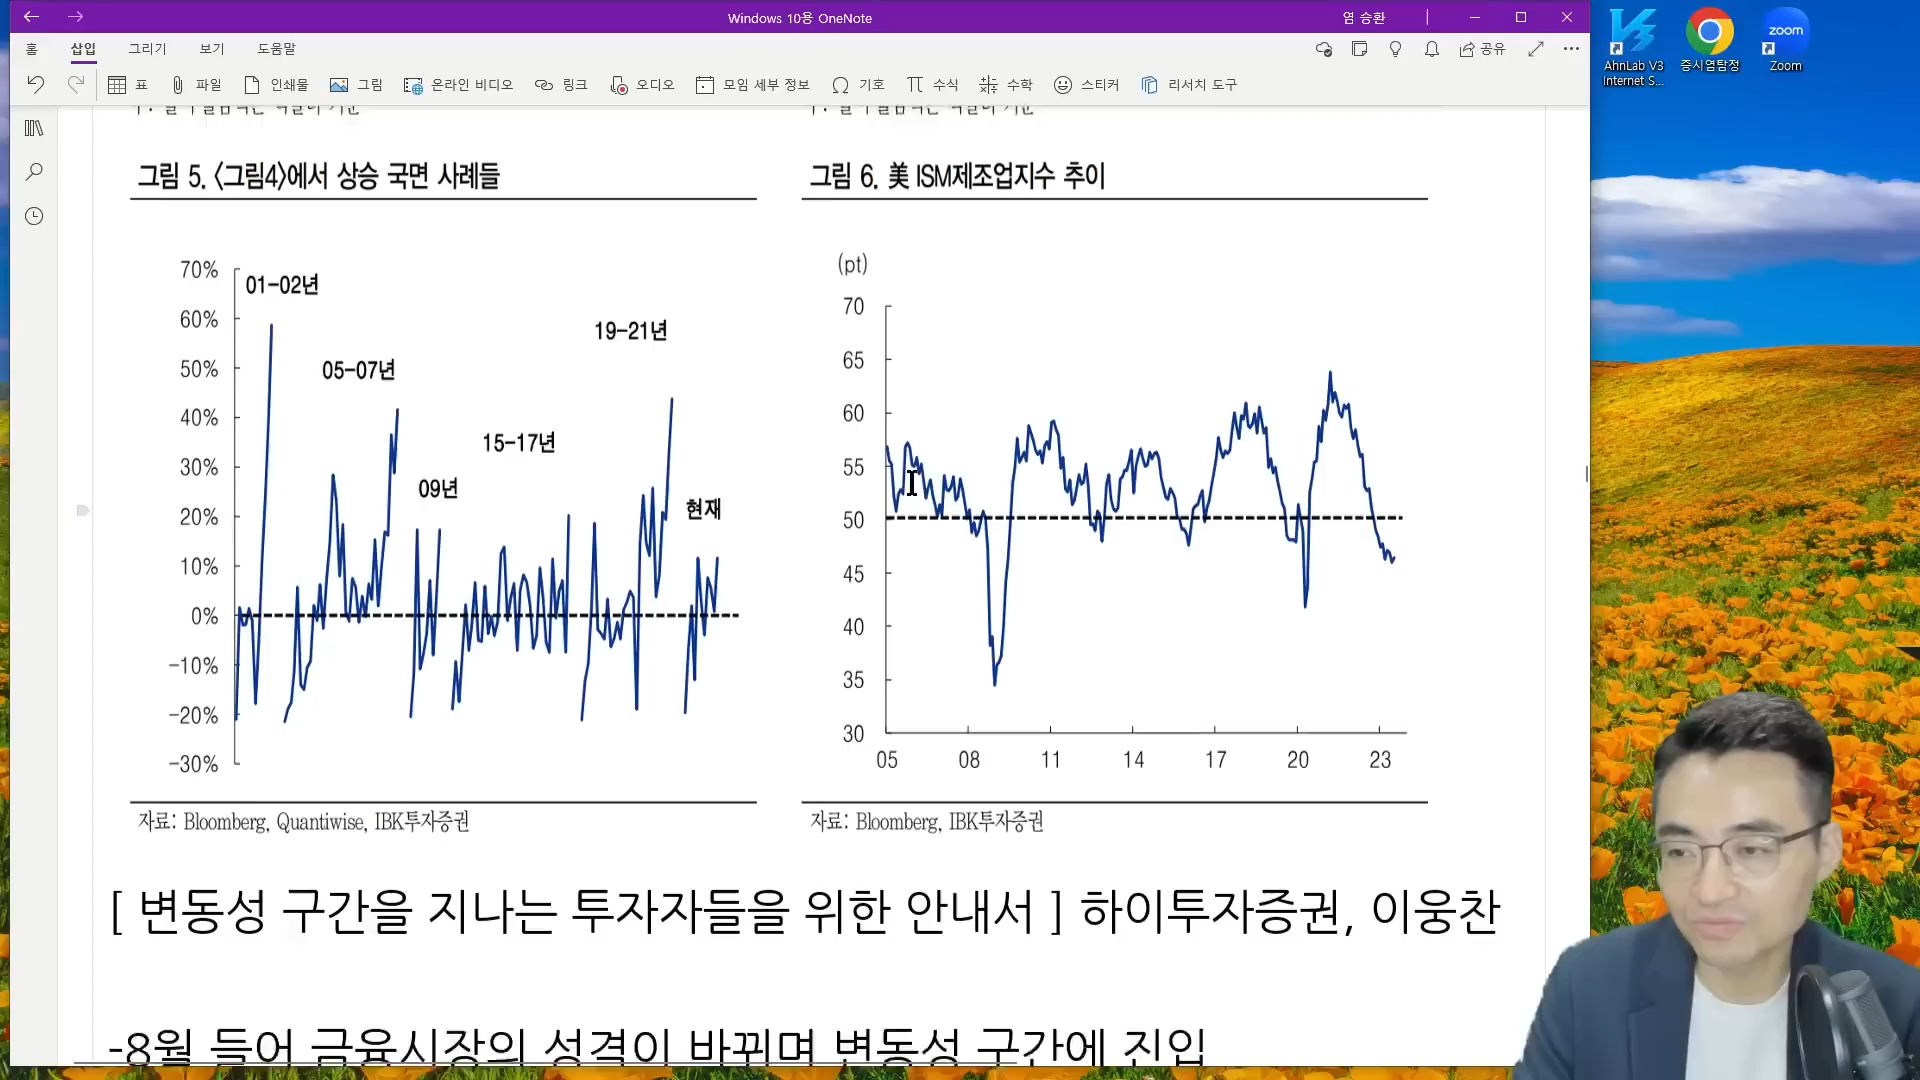 Windows 10용 OneNote
염 승환
홈 삽입 그리기 보기 도움말
공유
표 파일 인쇄물 그림 온라인 비디오 링크 오디오 모임 세부 정보 기호 수식 수학 스티커 리서치 도구
AhnLab V3 Internet S...
증시염탐정
zoom
Zoom
그림 5. <그림4>에서 상승 국면 사례들
70%
60%
50%
40%
30%
20%
10%
0%
-10%
-20%
-30%
01-02년
05-07년
09년
15-17년
19-21년
현재
자료: Bloomberg, Quantiwise, IBK투자증권
그림 6. 美 ISM제조업지수 추이
(pt)
70
65
60
55
50
45
40
35
30
05 08 11 14 17 20 23
자료: Bloomberg, IBK투자증권
[ 변동성 구간을 지나는 투자자들을 위한 안내서 ] 하이투자증권, 이웅찬
-8월 들어 금융시장의 성격이 바뀌며 변동성 구간에 진입